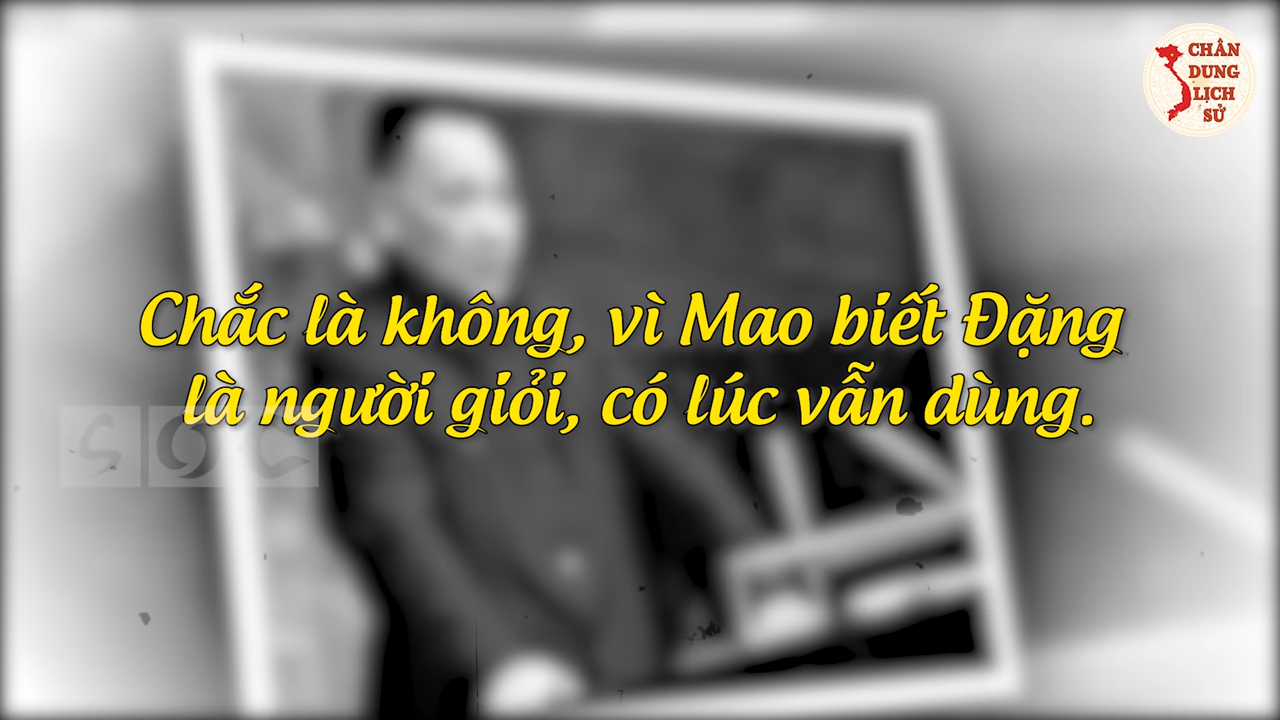 CHÂN
DUNG
LỊCH
SỬ
Chắc là không, vì Mao biết Đặng
là người giỏi, có lúc vẫn dùng.